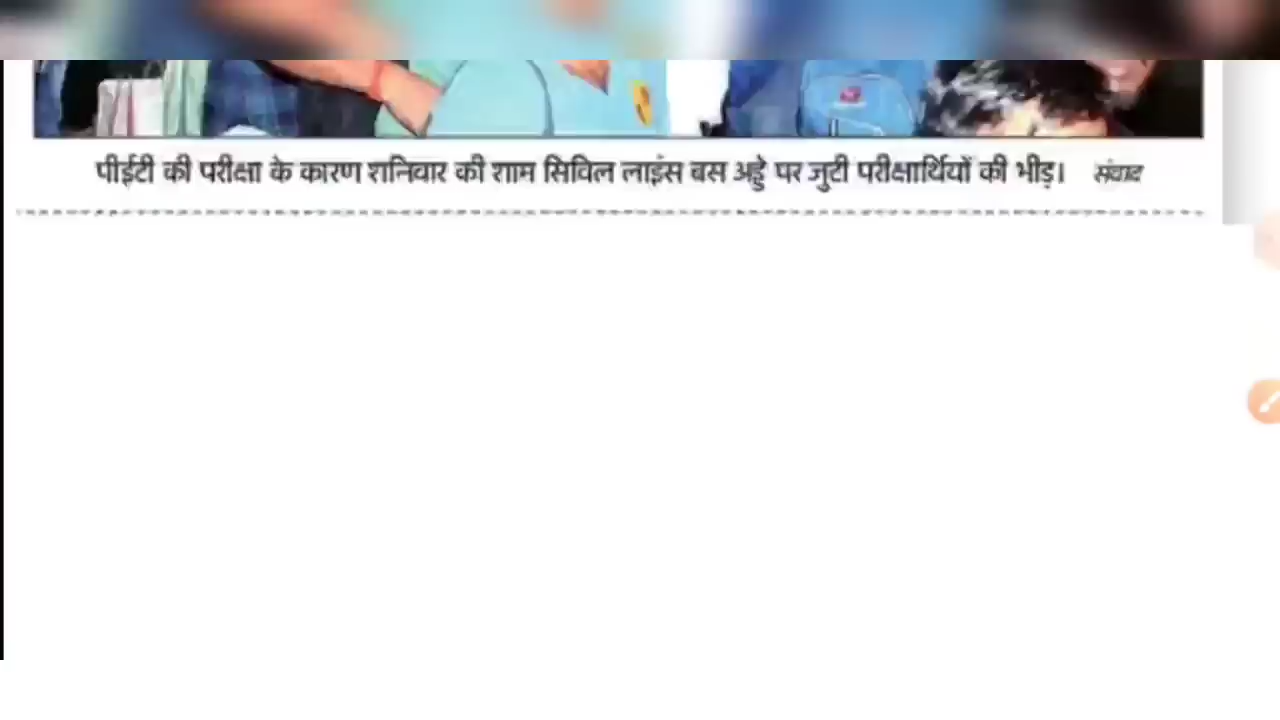 पीईटी की परीक्षा के कारण शनिवार की शाम सिविल लाइंस बस अड्डे पर जुटी परीक्षार्थियों की भीड़। संवाद